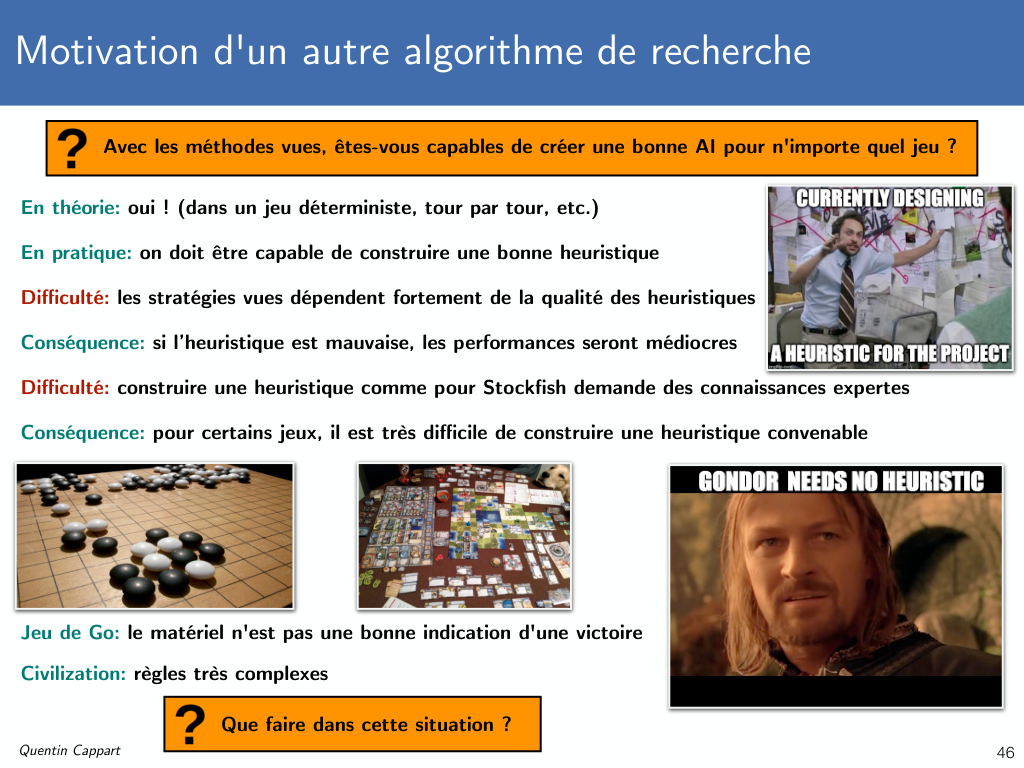 Motivation d'un autre algorithme de recherche
? Avec les méthodes vues, êtes-vous capables de créer une bonne AI pour n'importe quel jeu ?
En théorie: oui ! (dans un jeu déterministe, tour par tour, etc.)
En pratique: on doit être capable de construire une bonne heuristique
Difficulté: les stratégies vues dépendent fortement de la qualité des heuristiques
Conséquence: si l'heuristique est mauvaise, les performances seront médiocres
CURRENTLY DESIGNING
A HEURISTIC FOR THE PROJECT
Difficulté: construire une heuristique comme pour Stockfish demande des connaissances expertes
Conséquence: pour certains jeux, il est très difficile de construire une heuristique convenable
GONDOR NEEDS NO HEURISTIC
Jeu de Go: le matériel n'est pas une bonne indication d'une victoire
Civilization: règles très complexes
? Que faire dans cette situation ?
Quentin Cappart
46